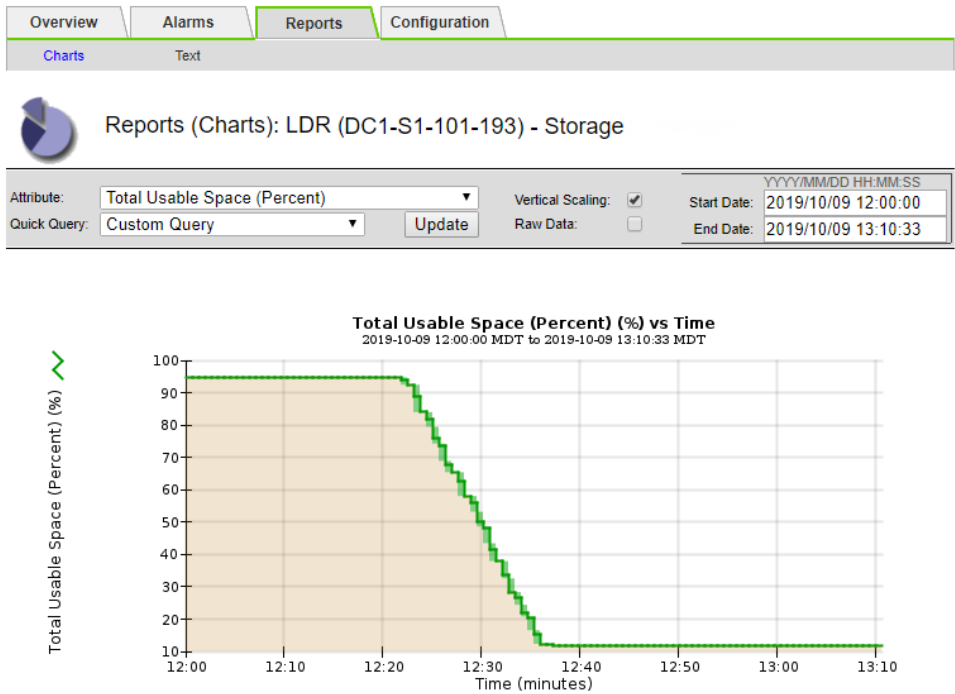 Overview Alarms Reports Configuration
Charts Text
Reports (Charts): LDR (DC1-S1-101-193) - Storage
YYYY/MM/DD HH:MM:SS
Attribute: Total Usable Space (Percent) Vertical Scaling: Start Date: 2019/10/09 12:00:00
Quick Query: Custom Query Update Raw Data: End Date: 2019/10/09 13:10:33
Total Usable Space (Percent) (%) vs Time
2019-10-09 12:00:00 MDT to 2019-10-09 13:10:33 MDT
Total Usable Space (Percent) (%)
100
90
80
70
60
50
40
30
20
10
12:00 12:10 12:20 12:30 12:40 12:50 13:00 13:10
Time (minutes)